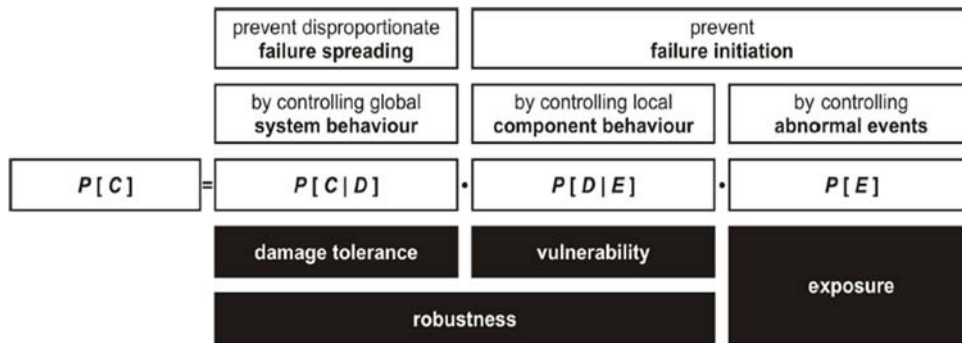 prevent disproportionate
failure spreading
prevent
failure initiation
by controlling global
system behaviour
by controlling local
component behaviour
by controlling
abnormal events
P [ C ] = P [ C | D ] • P [ D | E ] • P [ E ]
damage tolerance
vulnerability
exposure
robustness